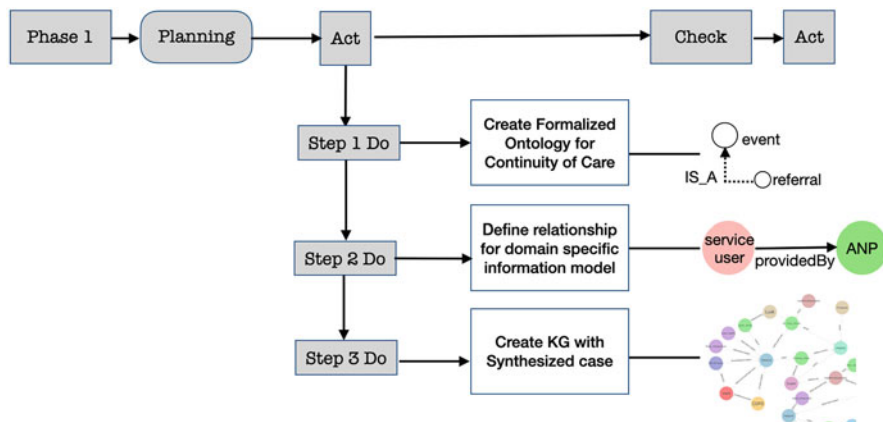 Phase 1
Planning
Act
Check
Act
Step 1 Do
Create Formalized
Ontology for
Continuity of Care
event
IS_A
referral
Step 2 Do
Define relationship
for domain specific
information model
service
user
providedBy
ANP
Step 3 Do
Create KG with
Synthesized case